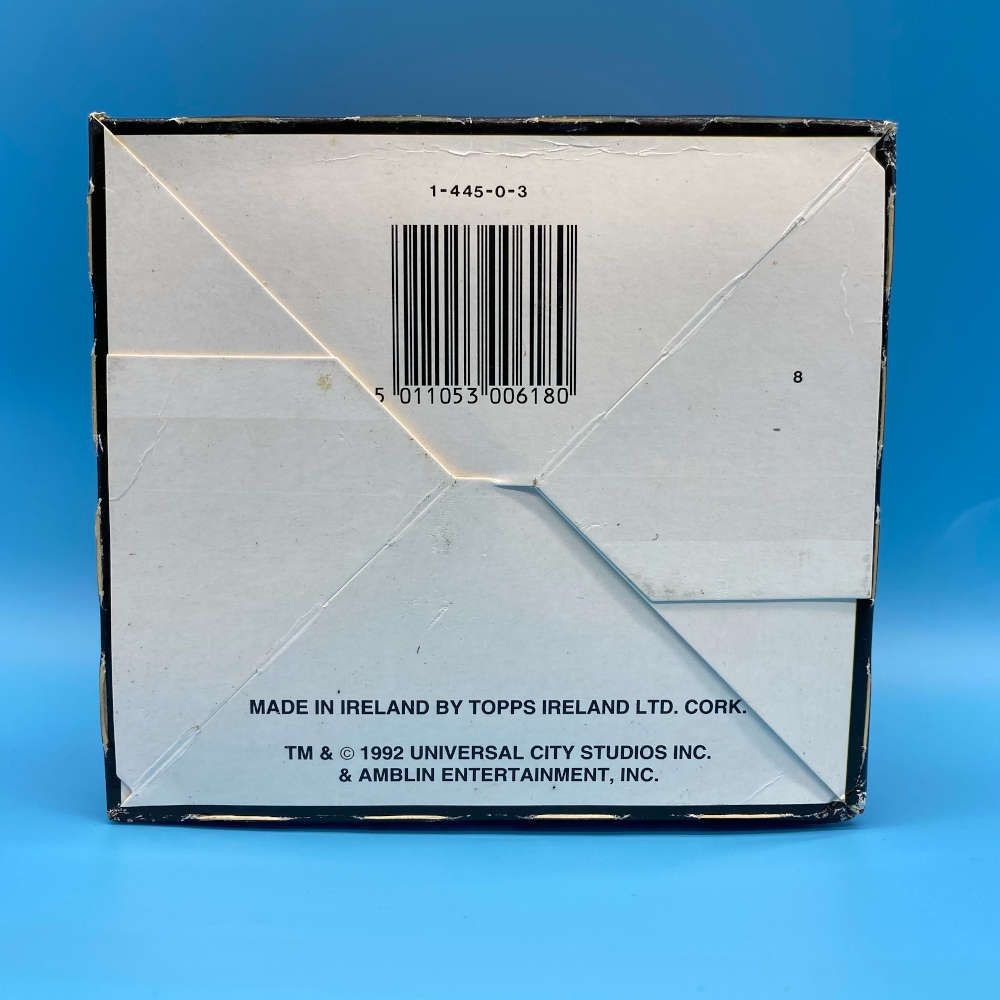 1-445-0-3
5 011053 006180
8
MADE IN IRELAND BY TOPPS IRELAND LTD. CORK.
TM & © 1992 UNIVERSAL CITY STUDIOS INC.
& AMBLIN ENTERTAINMENT, INC.